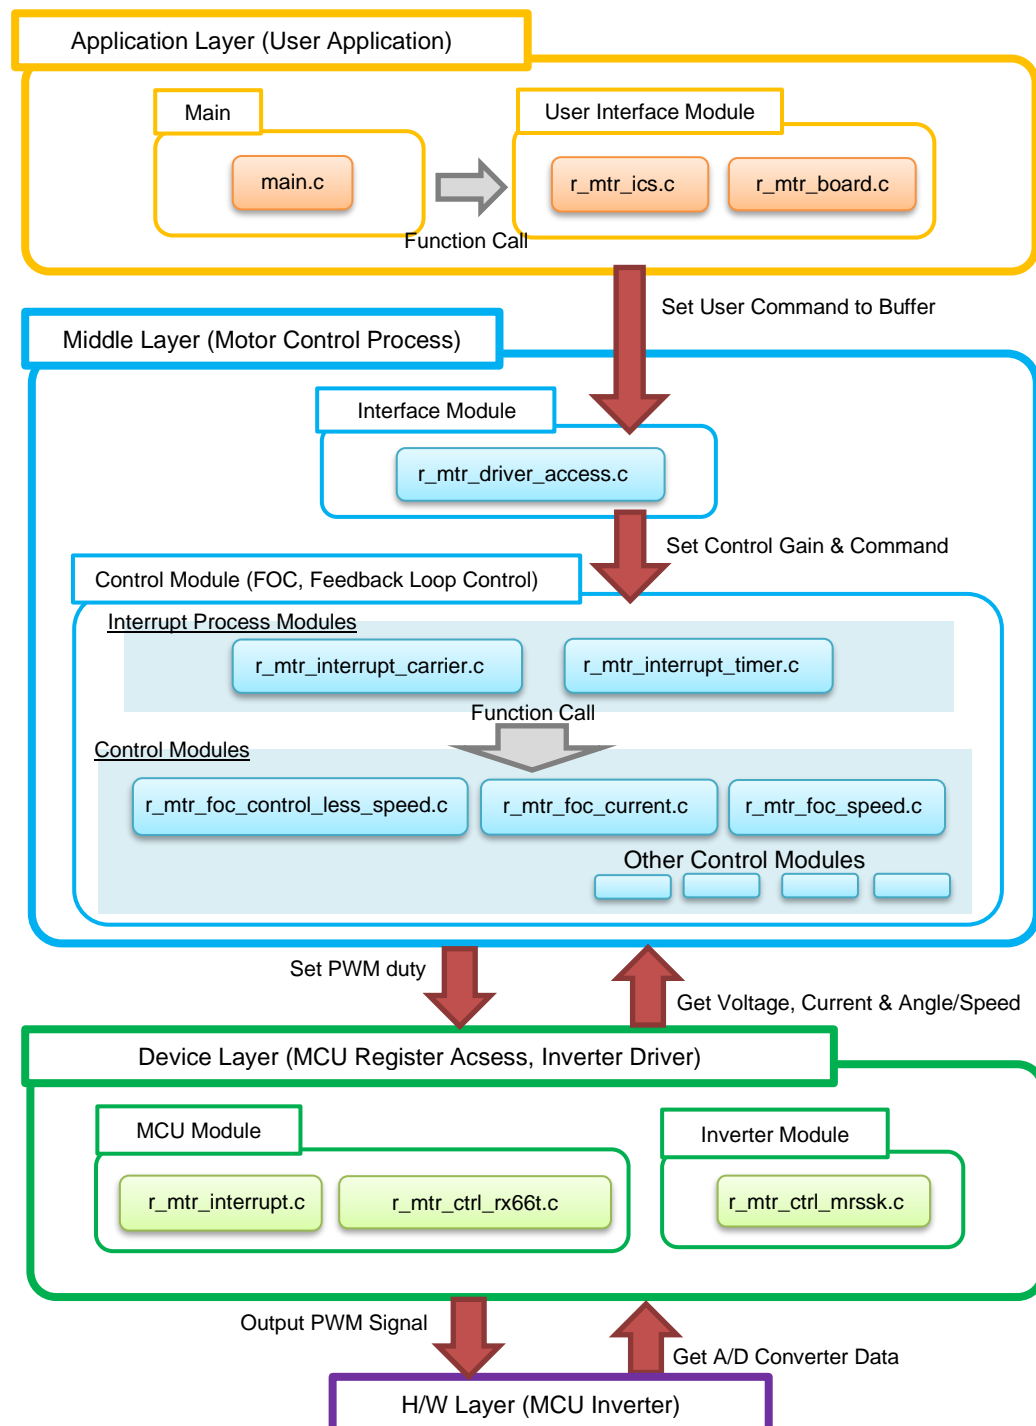 Application Layer (User Application)
Main
User Interface Module
main.c
r_mtr_ics.c
r_mtr_board.c
Function Call
Set User Command to Buffer
Middle Layer (Motor Control Process)
Interface Module
r_mtr_driver_access.c
Set Control Gain & Command
Control Module (FOC, Feedback Loop Control)
Interrupt Process Modules
r_mtr_interrupt_carrier.c
r_mtr_interrupt_timer.c
Function Call
Control Modules
r_mtr_foc_control_less_speed.c
r_mtr_foc_current.c
r_mtr_foc_speed.c
Other Control Modules
Set PWM duty
Get Voltage, Current & Angle/Speed
Device Layer (MCU Register Acsess, Inverter Driver)
MCU Module
Inverter Module
r_mtr_interrupt.c
r_mtr_ctrl_rx66t.c
r_mtr_ctrl_mrssk.c
Output PWM Signal
Get A/D Converter Data
H/W Layer (MCU Inverter)